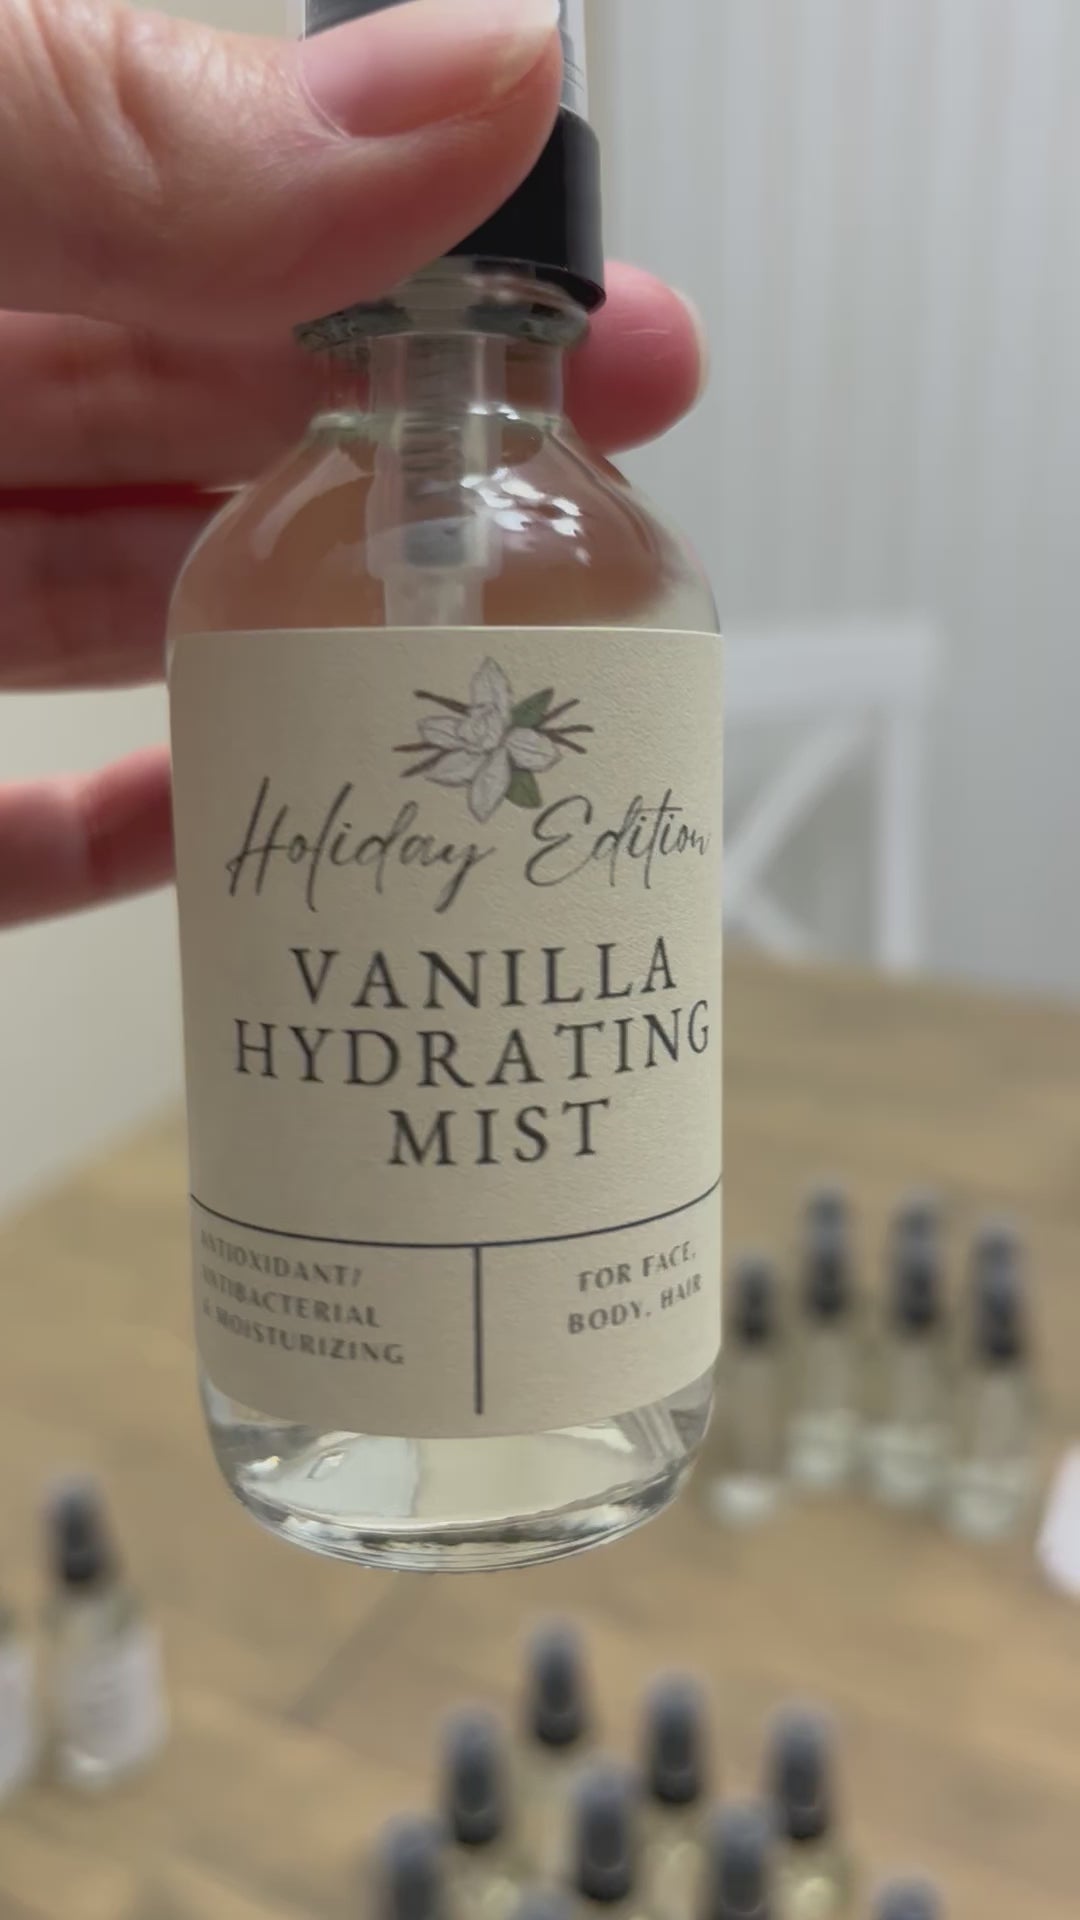 Holiday Edition
VANILLA
HYDRATING
MIST
ANTIOXIDANT/
ANTIBACTERIAL
& MOISTURIZING
FOR FACE,
BODY, HAIR